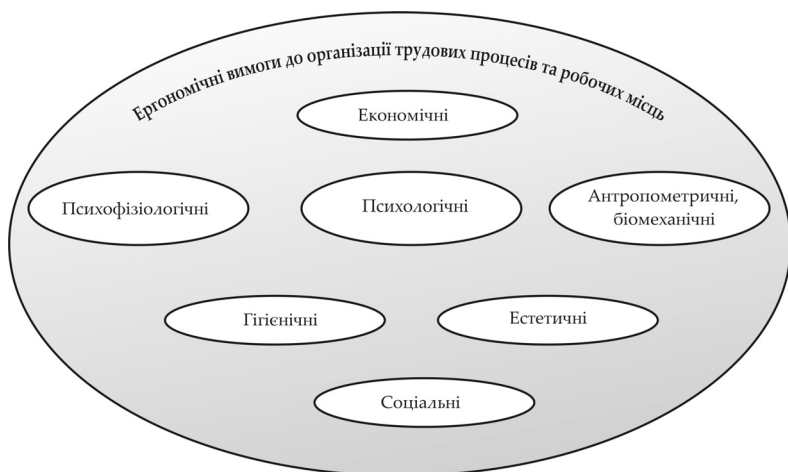 Ергономічні вимоги до організації трудових процесів та робочих місць
Економічні
Психофізіологічні
Психологічні
Антропометричні,
біомеханічні
Гігієнічні
Естетичні
Соціальні